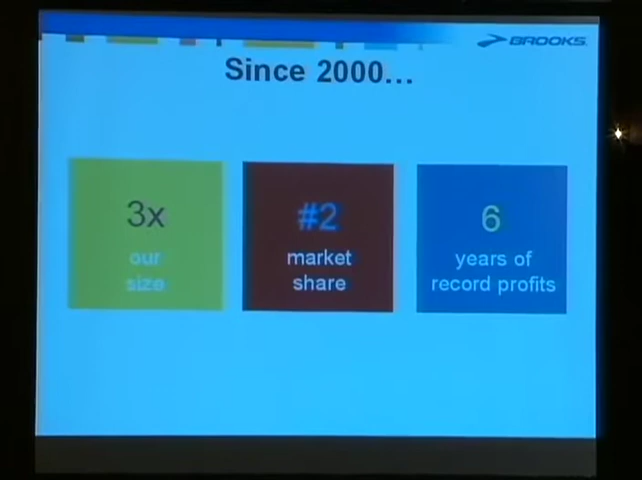 BROOKS
Since 2000...
3x
our
size
#2
market
share
6
years of
record profits